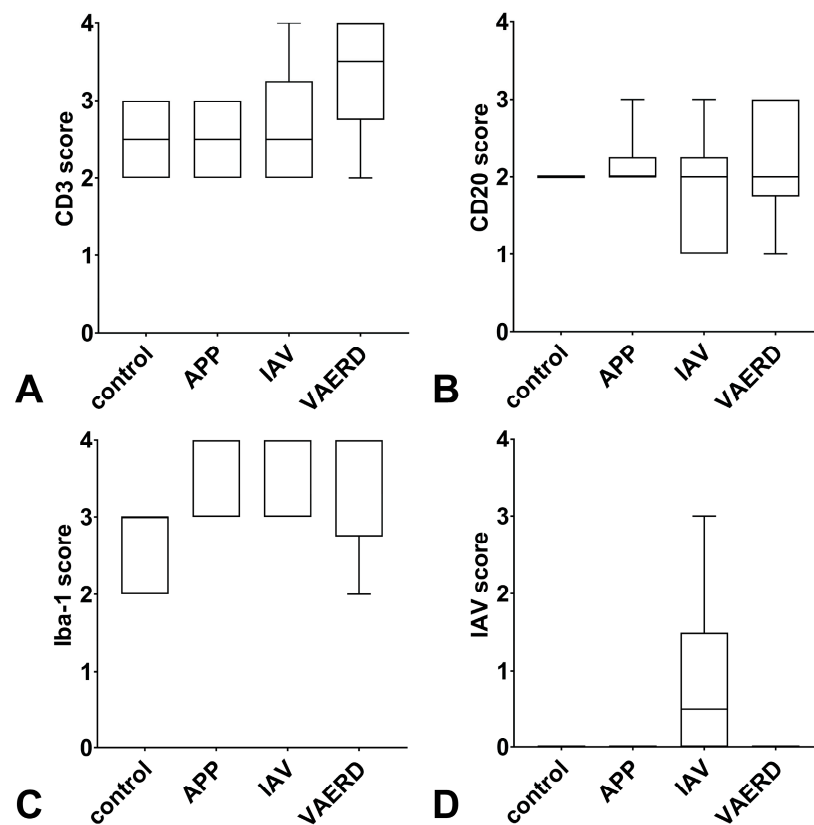 4
3
2
1
0
CD3 score
control
APP
IAV
VAERD
A
4
3
2
1
0
CD20 score
control
APP
IAV
VAERD
B
4
3
2
1
0
Iba-1 score
control
APP
IAV
VAERD
C
4
3
2
1
0
IAV score
control
APP
IAV
VAERD
D